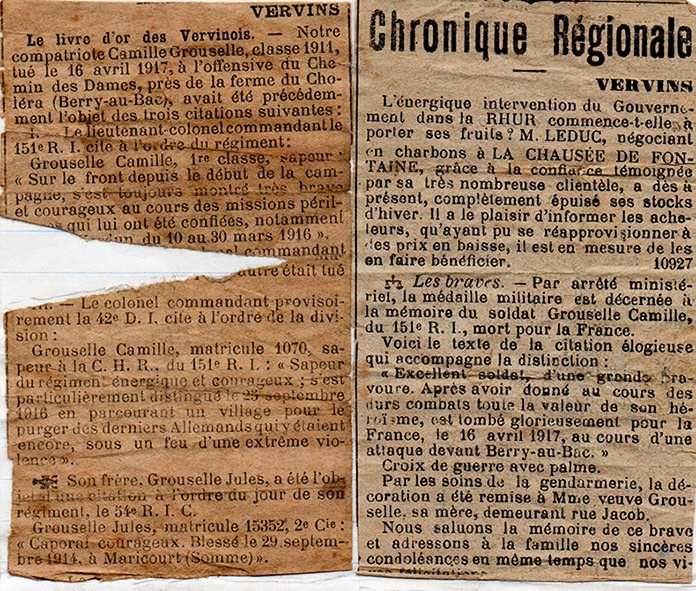 VERVINS
Le livre d'or des Vervinois. — Notre
compatriote Camille Grouselle, classe 1911,
tué le 16 avril 1917, à l'offensive du Che-
min des Dames, près de la ferme du Cho-
léra (Berry-au-Bac), avait été précédem-
ment l'objet des trois citations suivantes :
I. — Le lieutenant-colonel commandant le
151e R. I. cite à l'ordre du régiment:
Grouselle Camille, 1re classe, sapeur :
« Sur le front depuis le début de la cam-
pagne, s'est toujours montré très brave
et courageux au cours des missions péril-
qui lui ont été confiées, notamment
du 10 au 30 mars 1916 ».
commandant
autre était tué
— Le colonel commandant provisoi-
rement la 42e D. I. cite à l'ordre de la divi-
sion :
Grouselle Camille, matricule 1070, sa-
peur à la C. H. R., du 151e R. I. : « Sapeur
du régiment énergique et courageux ; s'est
particulièrement distingué le 25 septembre
1916 en parcourant un village pour le
purger des derniers Allemands qui y étaient
encore, sous un feu d'une extrême vio-
lence ».
Son frère, Grouselle Jules, a été l'ob-
jet d'une citation à l'ordre du jour de son
régiment, le 54e R. I. C.
Grouselle Jules, matricule 15352, 2e Cie :
« Caporal courageux. Blessé le 29 septem-
bre 1914, à Maricourt (Somme) ».
Chronique Régionale
VERVINS
L'énergique intervention du Gouverne-
ment dans la RHUR commence-t-elle à
porter ses fruits? M. LEDUC, négociant
en charbons à LA CHAUSÉE DE FON-
TAINE, grâce à la confiance témoignée
par sa très nombreuse clientèle, a dès à
présent, complètement épuisé ses stocks
d'hiver. Il a le plaisir d'informer les ache-
teurs, qu'ayant pu se réapprovisionner à
des prix en baisse, il est en mesure de les
en faire bénéficier. 10927
Les braves. — Par arrêté ministé-
riel, la médaille militaire est décernée à
la mémoire du soldat Grouselle Camille,
du 151e R. I., mort pour la France.
Voici le texte de la citation élogieuse
qui accompagne la distinction :
« Excellent soldat, d'une grande bra-
voure. Après avoir donné au cours des
durs combats toute la valeur de son hé-
roïsme, est tombé glorieusement pour la
France, le 16 avril 1917, au cours d'une
attaque devant Berry-au-Bac. »
Croix de guerre avec palme.
Par les soins de la gendarmerie, la dé-
coration a été remise à Mme veuve Grou-
selle, sa mère, demeurant rue Jacob.
Nous saluons la mémoire de ce brave
et adressons à la famille nos sincères
condoléances en même temps que nos vi-
ves félicitations.